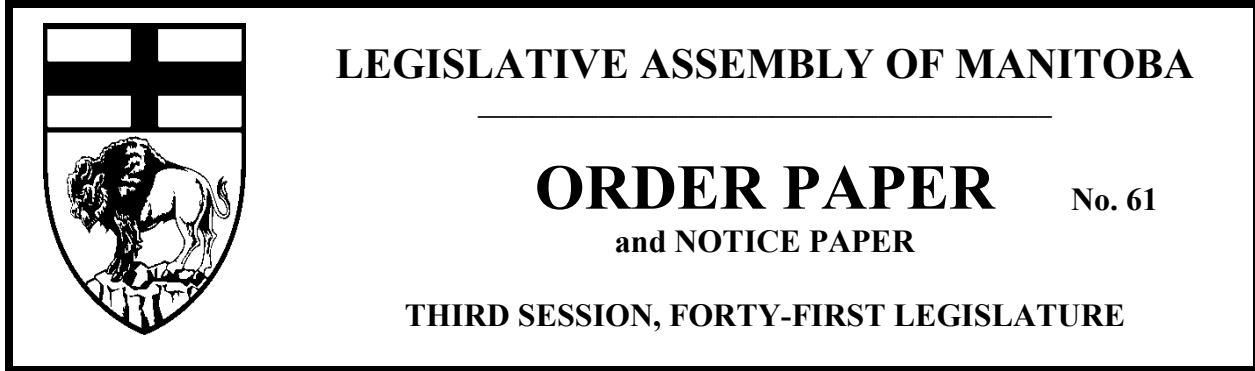 LEGISLATIVE ASSEMBLY OF MANITOBA
ORDER PAPER No. 61
and NOTICE PAPER
THIRD SESSION, FORTY-FIRST LEGISLATURE